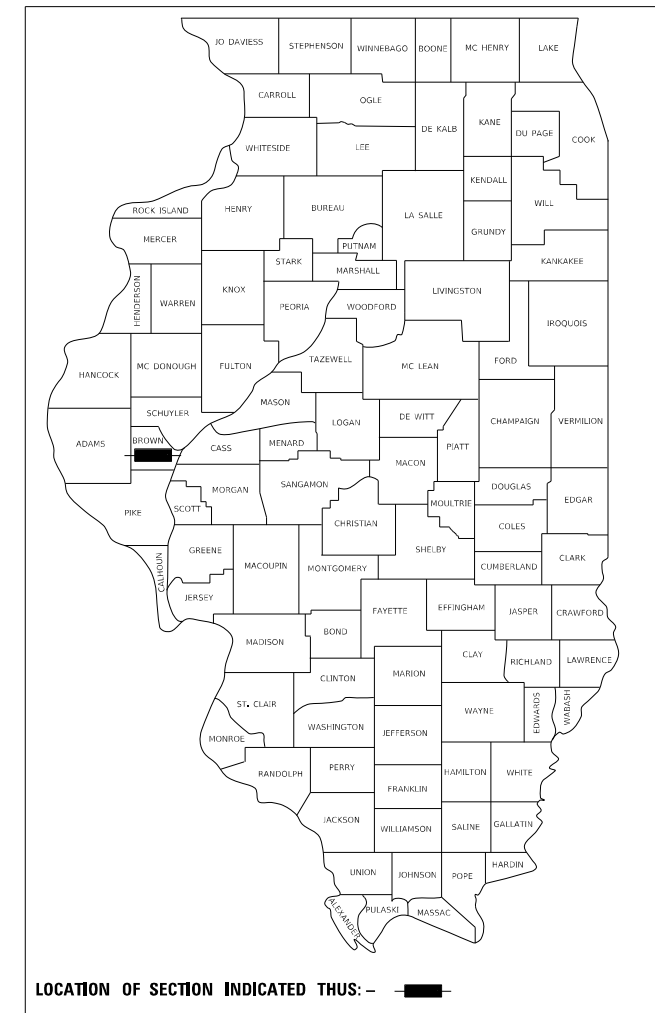 JO DAVIESS STEPHENSON WINNEBAGO BOONE MC HENRY LAKE
CARROLL OGLE DE KALB KANE DU PAGE COOK
WHITESIDE LEE
KENDALL WILL
ROCK ISLAND HENRY BUREAU LA SALLE GRUNDY
MERCER PUTNAM
STARK MARSHALL KANKAKEE
HENDERSON WARREN KNOX PEORIA WOODFORD LIVINGSTON IROQUOIS
HANCOCK MC DONOUGH FULTON TAZEWELL MC LEAN FORD
SCHUYLER MASON LOGAN DE WITT CHAMPAIGN VERMILION
ADAMS BROWN CASS MENARD MACON PIATT
PIKE SCOTT MORGAN SANGAMON MOULTRIE DOUGLAS EDGAR
CHRISTIAN COLES
CALHOUN GREENE MACOUPIN MONTGOMERY SHELBY CUMBERLAND CLARK
JERSEY FAYETTE EFFINGHAM JASPER CRAWFORD
MADISON BOND
CLINTON MARION CLAY RICHLAND LAWRENCE
ST. CLAIR WAYNE EDWARDS WABASH
MONROE WASHINGTON JEFFERSON
RANDOLPH PERRY HAMILTON WHITE
FRANKLIN
JACKSON WILLIAMSON SALINE GALLATIN
UNION JOHNSON POPE HARDIN
ALEXANDER PULASKI MASSAC
LOCATION OF SECTION INDICATED THUS: –